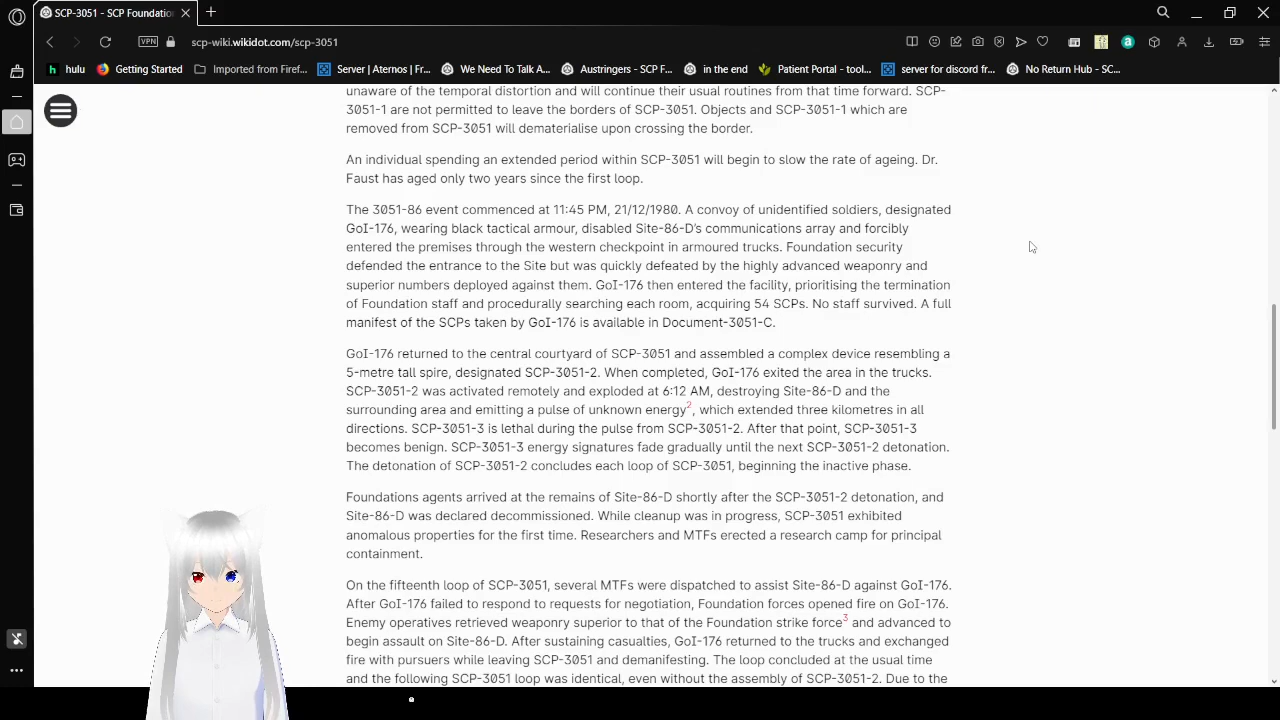 SCP-3051 - SCP Foundatio
VPN
scp-wiki.wikidot.com/scp-3051
hulu
Getting Started
Imported from Firef...
Server | Aternos | Fr...
We Need To Talk A...
Austringers - SCP F...
in the end
Patient Portal - tool...
server for discord fr...
No Return Hub - SC...
unaware of the temporal distortion and will continue their usual routines from that time forward. SCP-
3051-1 are not permitted to leave the borders of SCP-3051. Objects and SCP-3051-1 which are
removed from SCP-3051 will dematerialise upon crossing the border.
An individual spending an extended period within SCP-3051 will begin to slow the rate of ageing. Dr.
Faust has aged only two years since the first loop.
The 3051-86 event commenced at 11:45 PM, 21/12/1980. A convoy of unidentified soldiers, designated
GoI-176, wearing black tactical armour, disabled Site-86-D's communications array and forcibly
entered the premises through the western checkpoint in armoured trucks. Foundation security
defended the entrance to the Site but was quickly defeated by the highly advanced weaponry and
superior numbers deployed against them. GoI-176 then entered the facility, prioritising the termination
of Foundation staff and procedurally searching each room, acquiring 54 SCPs. No staff survived. A full
manifest of the SCPs taken by GoI-176 is available in Document-3051-C.
GoI-176 returned to the central courtyard of SCP-3051 and assembled a complex device resembling a
5-metre tall spire, designated SCP-3051-2. When completed, GoI-176 exited the area in the trucks.
SCP-3051-2 was activated remotely and exploded at 6:12 AM, destroying Site-86-D and the
surrounding area and emitting a pulse of unknown energy2, which extended three kilometres in all
directions. SCP-3051-3 is lethal during the pulse from SCP-3051-2. After that point, SCP-3051-3
becomes benign. SCP-3051-3 energy signatures fade gradually until the next SCP-3051-2 detonation.
The detonation of SCP-3051-2 concludes each loop of SCP-3051, beginning the inactive phase.
Foundations agents arrived at the remains of Site-86-D shortly after the SCP-3051-2 detonation, and
Site-86-D was declared decommissioned. While cleanup was in progress, SCP-3051 exhibited
anomalous properties for the first time. Researchers and MTFs erected a research camp for principal
containment.
On the fifteenth loop of SCP-3051, several MTFs were dispatched to assist Site-86-D against GoI-176.
After GoI-176 failed to respond to requests for negotiation, Foundation forces opened fire on GoI-176.
Enemy operatives retrieved weaponry superior to that of the Foundation strike force3 and advanced to
begin assault on Site-86-D. After sustaining casualties, GoI-176 returned to the trucks and exchanged
fire with pursuers while leaving SCP-3051 and demanifesting. The loop concluded at the usual time
and the following SCP-3051 loop was identical, even without the assembly of SCP-3051-2. Due to the